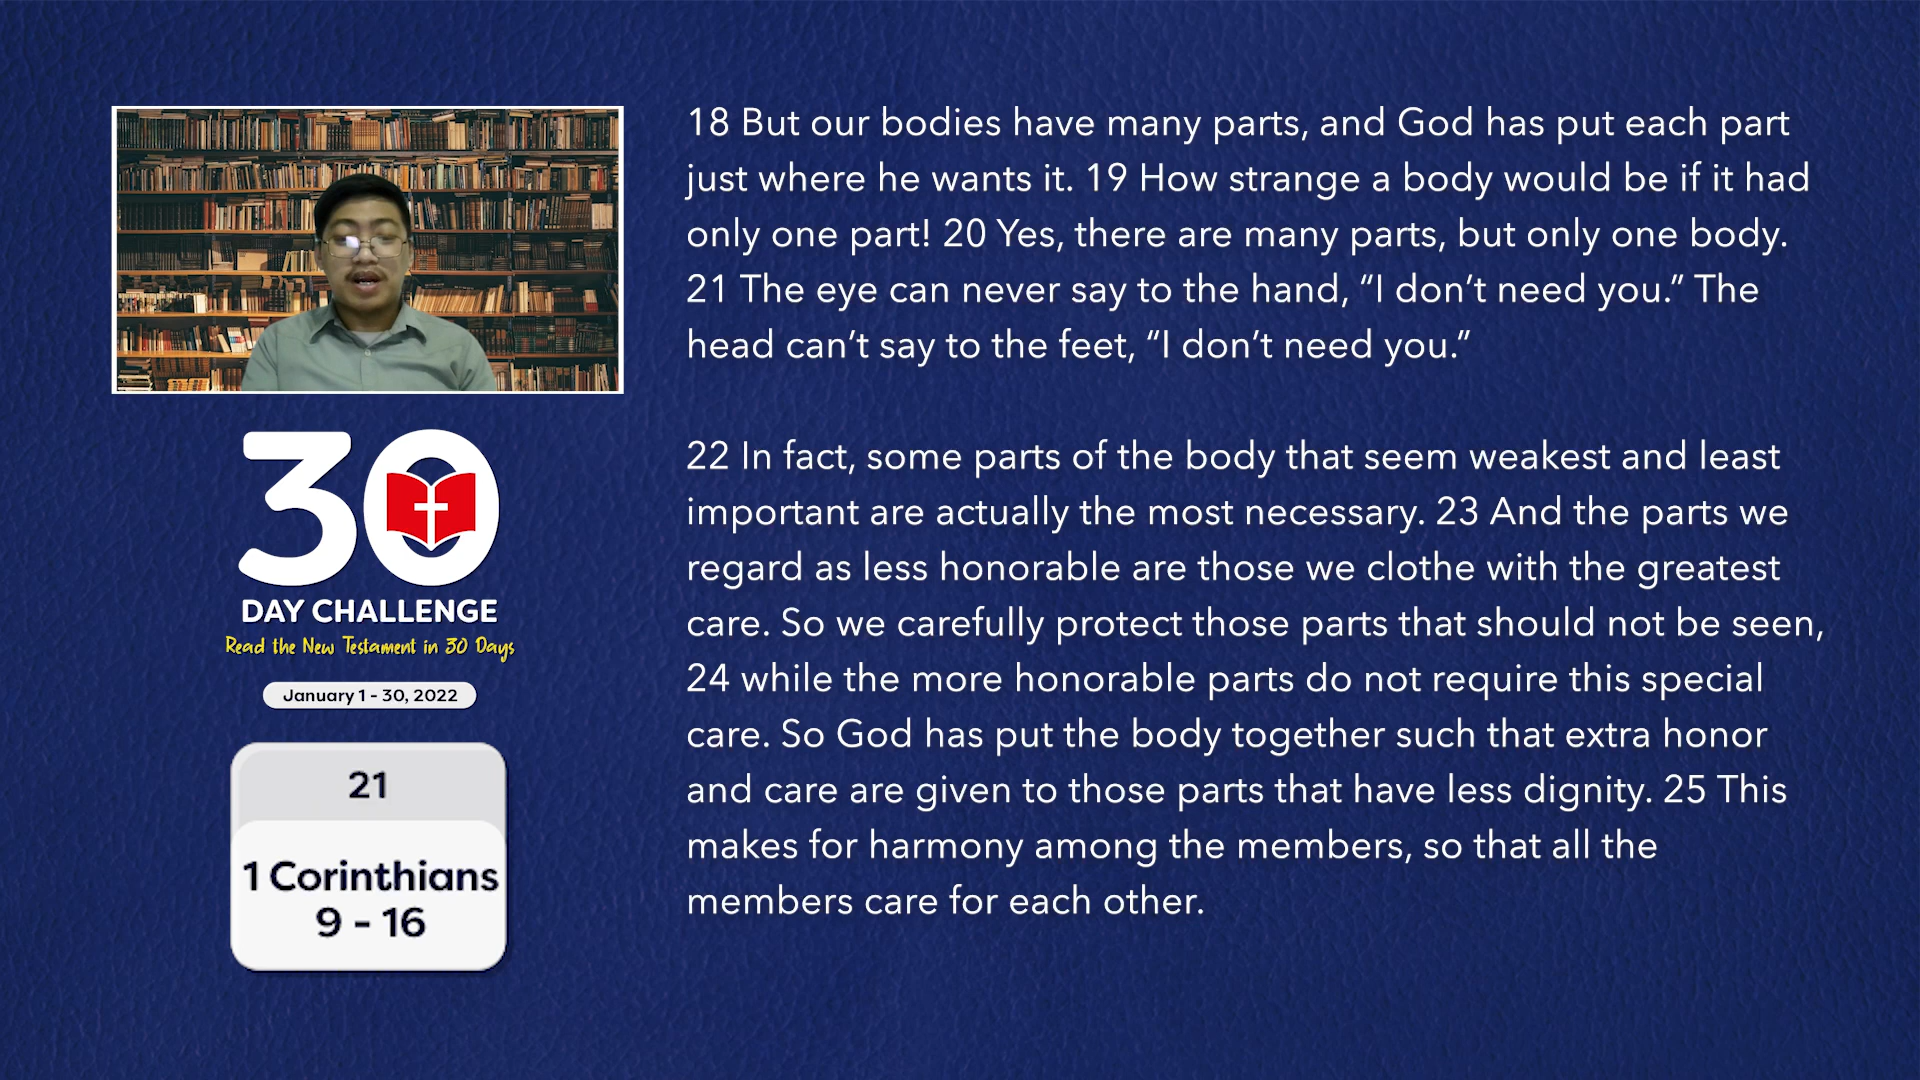 18 But our bodies have many parts, and God has put each part
just where he wants it. 19 How strange a body would be if it had
only one part! 20 Yes, there are many parts, but only one body.
21 The eye can never say to the hand, “I don’t need you.” The
head can’t say to the feet, “I don’t need you.”
22 In fact, some parts of the body that seem weakest and least
important are actually the most necessary. 23 And the parts we
regard as less honorable are those we clothe with the greatest
care. So we carefully protect those parts that should not be seen,
24 while the more honorable parts do not require this special
care. So God has put the body together such that extra honor
and care are given to those parts that have less dignity. 25 This
makes for harmony among the members, so that all the
members care for each other.
30
DAY CHALLENGE
Read the New Testament in 30 Days
January 1 - 30, 2022
21
1 Corinthians
9 - 16